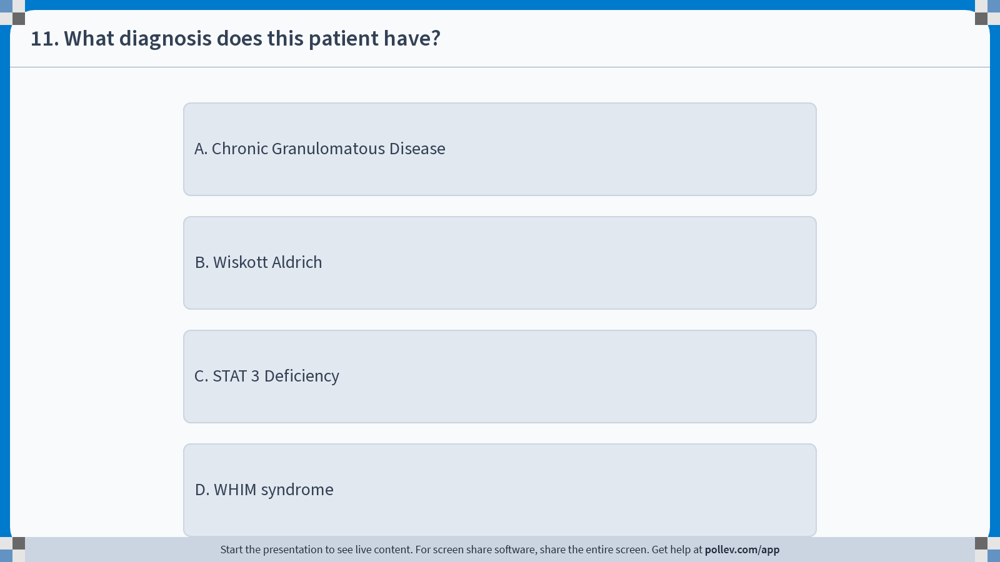 11. What diagnosis does this patient have?
A. Chronic Granulomatous Disease
B. Wiskott Aldrich
C. STAT 3 Deficiency
D. WHIM syndrome
Start the presentation to see live content. For screen share software, share the entire screen. Get help at pollev.com/app